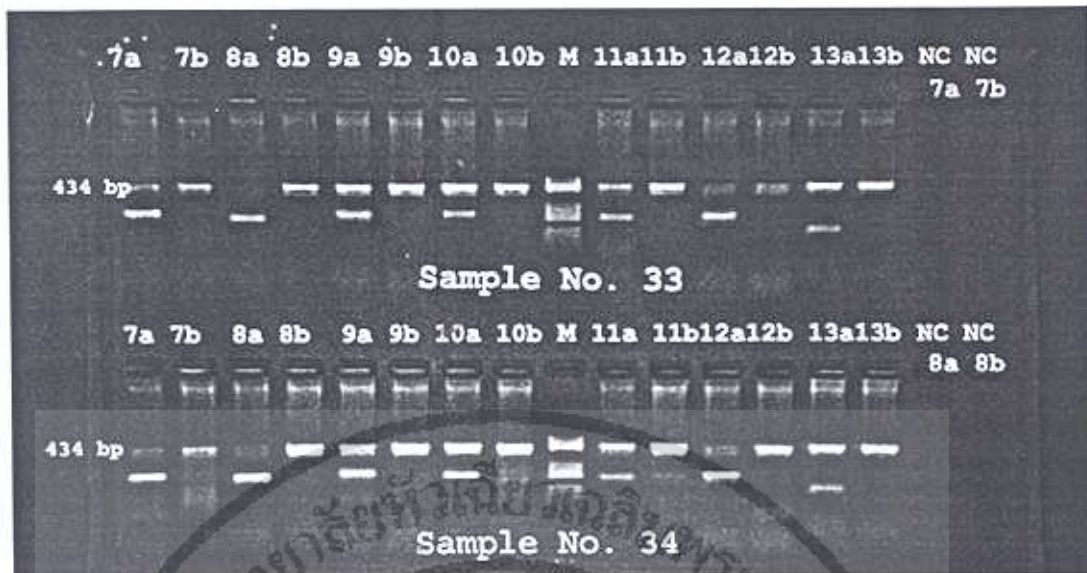 .7a 7b 8a 8b 9a 9b 10a 10b M 11a11b 12a12b 13a13b NC NC
7a 7b
434 bp
Sample No. 33
7a 7b 8a 8b 9a 9b 10a 10b M 11a 11b12a12b 13a13b NC NC
8a 8b
434 bp
Sample No. 34